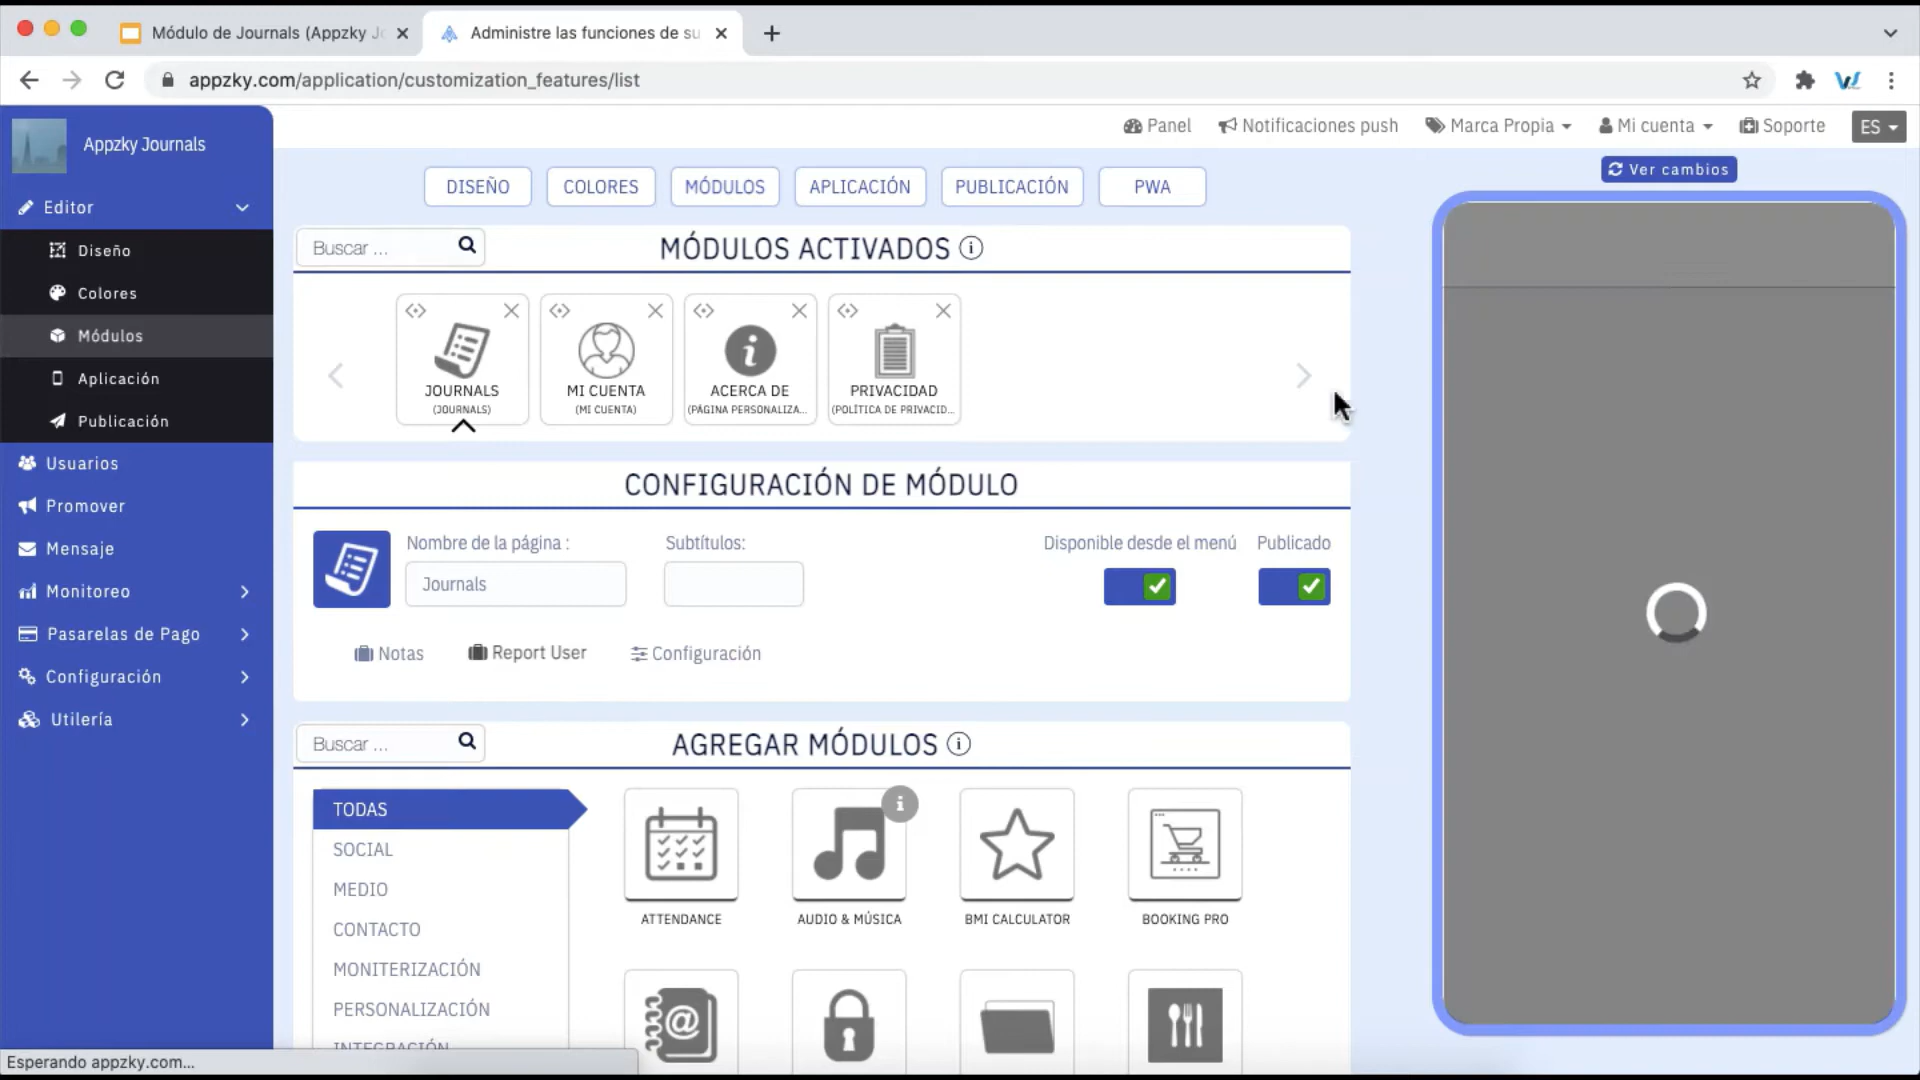 Módulo de Journals (Appzky Jo
Administre las funciones de su
appzky.com/application/customization_features/list
Appzky Journals
Panel
Notificaciones push
Marca Propia
Mi cuenta
Soporte
ES
Ver cambios
Editor
Diseño
Colores
Módulos
Aplicación
Publicación
Usuarios
Promover
Mensaje
Monitoreo
Pasarelas de Pago
Configuración
Utilería
DISEÑO
COLORES
MÓDULOS
APLICACIÓN
PUBLICACIÓN
PWA
Buscar ...
MÓDULOS ACTIVADOS
JOURNALS
(JOURNALS)
MI CUENTA
(MI CUENTA)
ACERCA DE
(PÁGINA PERSONALIZA...
PRIVACIDAD
(POLÍTICA DE PRIVACID...
CONFIGURACIÓN DE MÓDULO
Nombre de la página :
Subtítulos:
Disponible desde el menú
Publicado
Journals
Notas
Report User
Configuración
Buscar ...
AGREGAR MÓDULOS
TODAS
SOCIAL
MEDIO
CONTACTO
MONITERIZACIÓN
PERSONALIZACIÓN
INTEGRACIÓN
ATTENDANCE
AUDIO & MÚSICA
BMI CALCULATOR
BOOKING PRO
Esperando appzky.com...